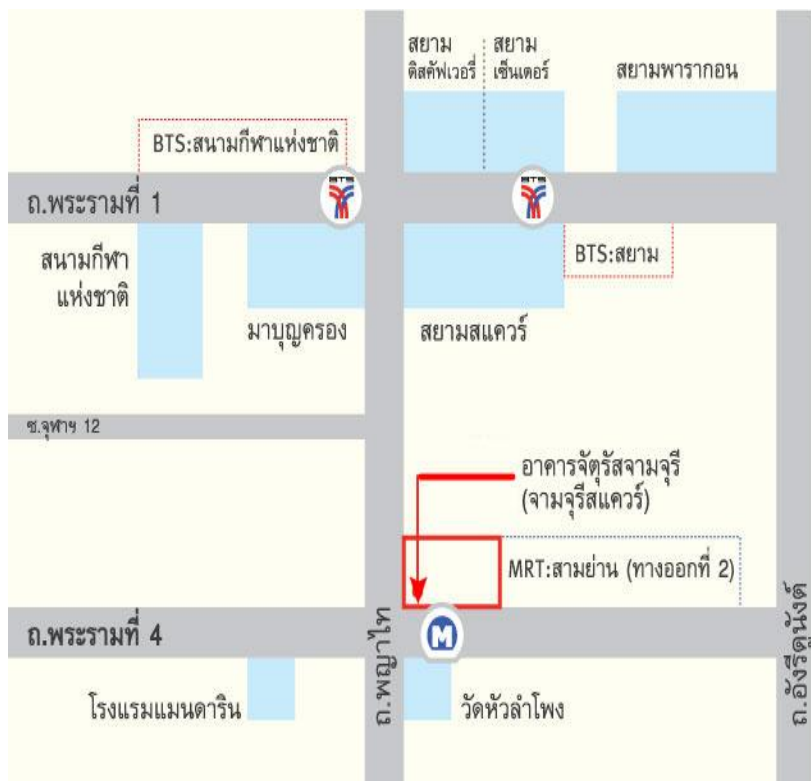 สยาม
ดิสคัฟเวอรี่
สยาม
เซ็นเตอร์
สยามพารากอน
BTS:สนามกีฬาแห่งชาติ
BTS
BTS
ถ.พระรามที่ 1
สนามกีฬา
แห่งชาติ
BTS:สยาม
มาบุญครอง
สยามสแควร์
ซ.จุฬาฯ 12
อาคารจัตุรัสจามจุรี
(จามจุรีสแควร์)
MRT:สามย่าน (ทางออกที่ 2)
ถ.พระรามที่ 4
M
ถ.พญาไท
ถ.อังรีดูนังต์
โรงแรมแมนดาริน
วัดหัวลำโพง